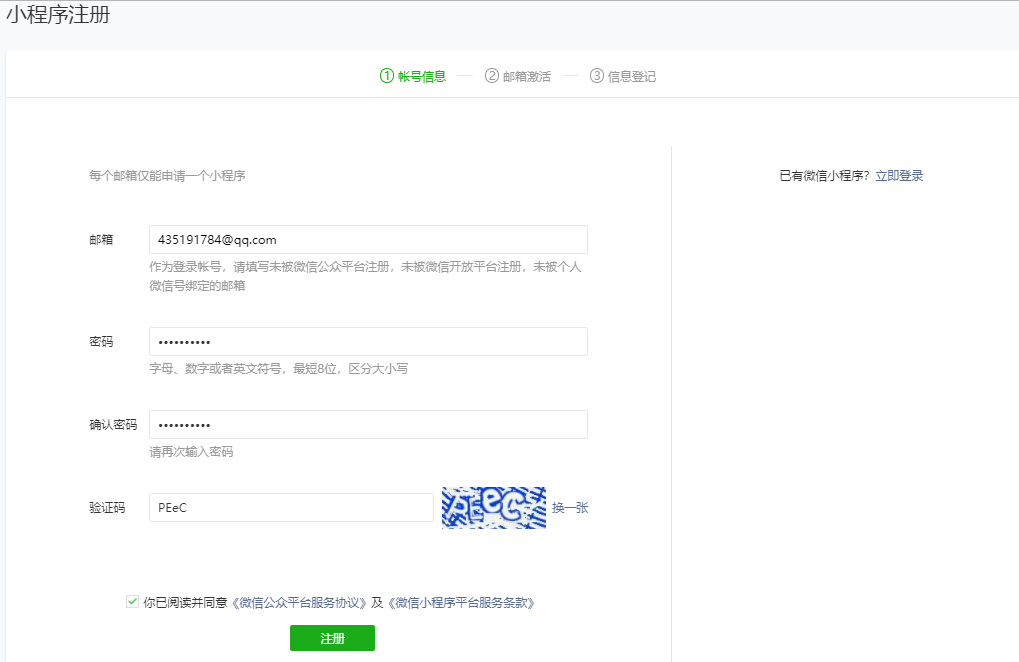 小程序注册
① 帐号信息 — ② 邮箱激活 — ③ 信息登记
每个邮箱仅能申请一个小程序
已有微信小程序? 立即登录
邮箱 435191784@qq.com
作为登录帐号，请填写未被微信公众平台注册，未被微信开放平台注册，未被个人
微信号绑定的邮箱
密码 ••••••••••
字母、数字或者英文符号，最短8位，区分大小写
确认密码 ••••••••••
请再次输入密码
验证码 PEeC PEeC 换一张
你已阅读并同意《微信公众平台服务协议》及《微信小程序平台服务条款》
注册